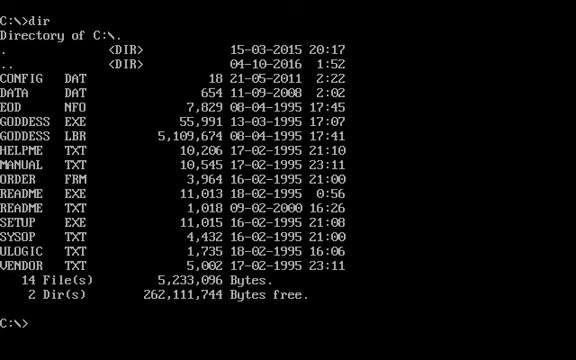 C:\>dir
Directory of C:\.
. <DIR> 15-03-2015 20:17
.. <DIR> 04-10-2016 1:52
CONFIG DAT 18 21-05-2011 2:22
DATA DAT 654 11-09-2008 2:02
EOD NFO 7,829 08-04-1995 17:45
GODDESS EXE 55,991 13-03-1995 17:07
GODDESS LBR 5,109,674 08-04-1995 17:41
HELPME TXT 10,206 17-02-1995 21:10
MANUAL TXT 10,545 17-02-1995 23:11
ORDER FRM 3,964 16-02-1995 21:00
README EXE 11,013 18-02-1995 0:56
README TXT 1,018 09-02-2000 16:26
SETUP EXE 11,015 16-02-1995 21:08
SYSOP TXT 4,432 16-02-1995 21:00
ULOGIC TXT 1,735 18-02-1995 16:06
VENDOR TXT 5,002 17-02-1995 23:11
14 File(s) 5,233,096 Bytes.
2 Dir(s) 262,111,744 Bytes free.
C:\>